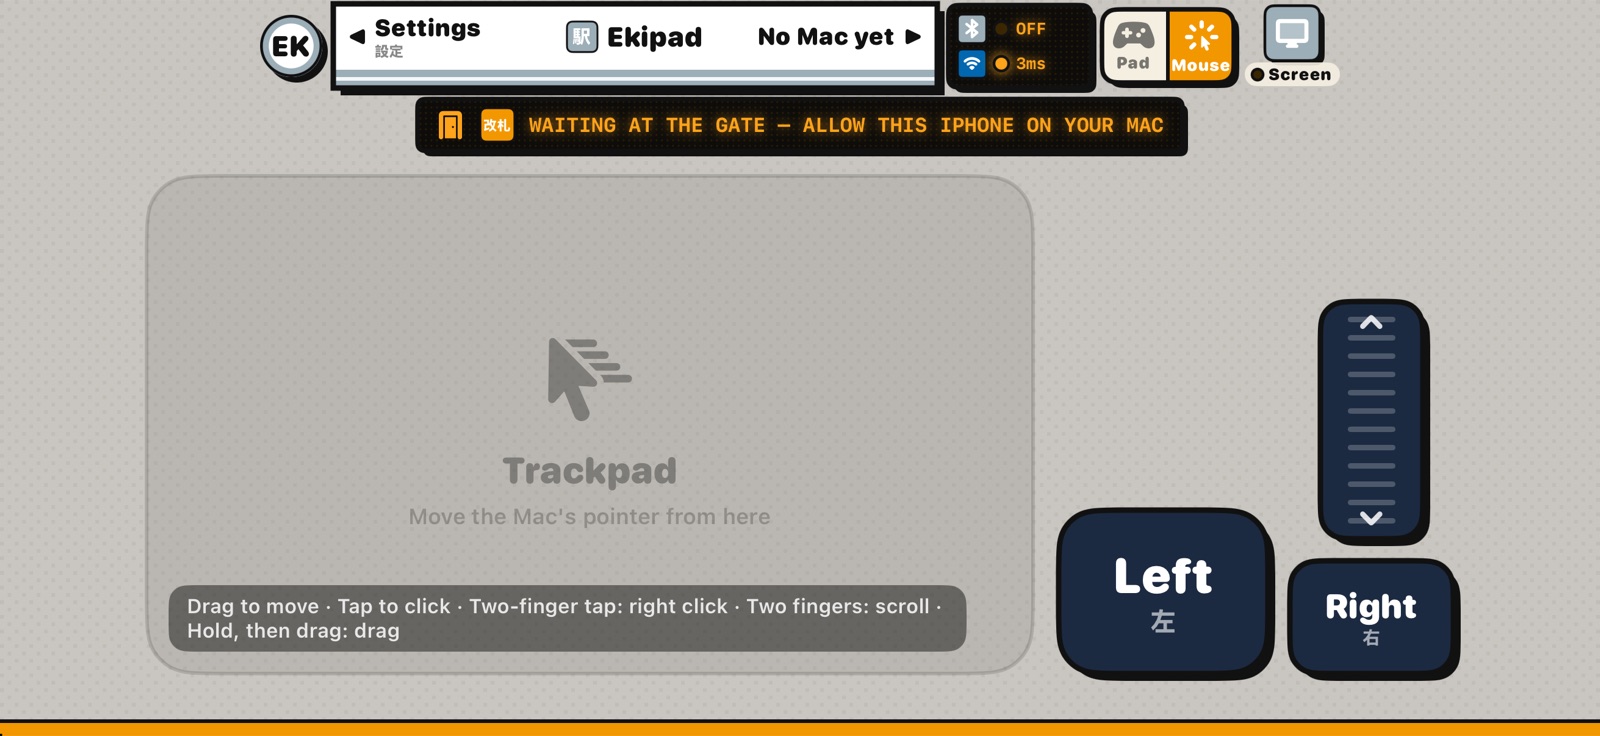 EK
Settings
設定
駅 Ekipad
No Mac yet
OFF
3ms
Pad
Mouse
Screen
改札 WAITING AT THE GATE — ALLOW THIS IPHONE ON YOUR MAC
Trackpad
Move the Mac's pointer from here
Drag to move · Tap to click · Two-finger tap: right click · Two fingers: scroll ·
Hold, then drag: drag
Left
左
Right
右